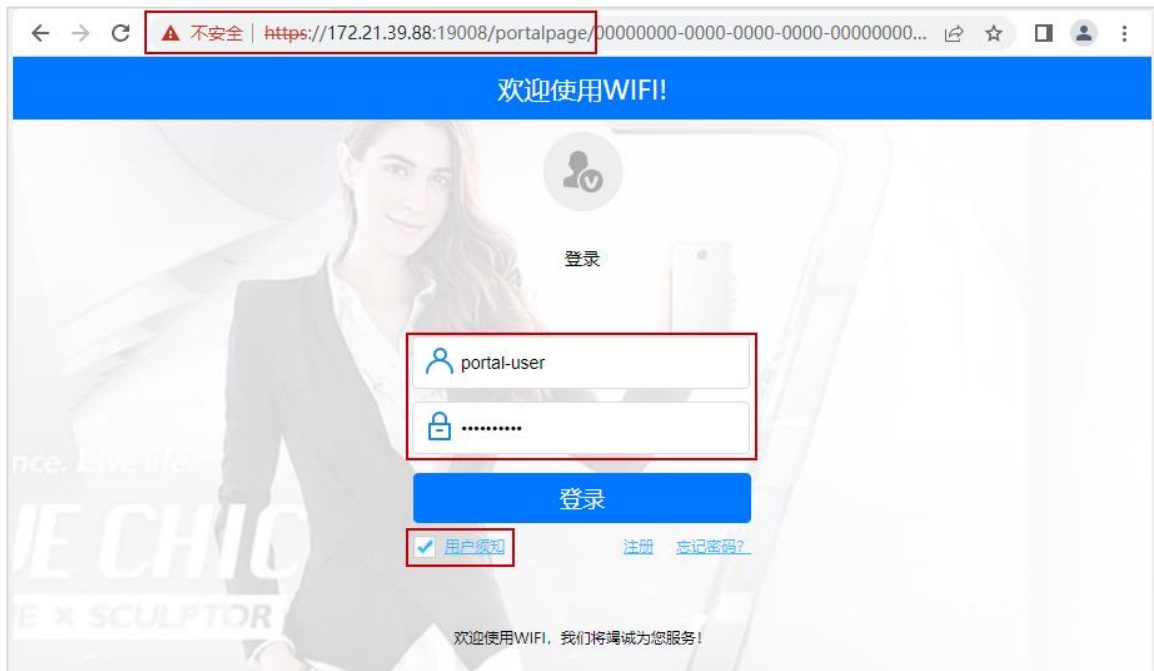 不安全 | https://172.21.39.88:19008/portalpage/00000000-0000-0000-0000-00000000...
欢迎使用WIFI!
登录
portal-user
••••••••••
nce. Live life.
UE CHIC
E × SCULPTOR
登录
用户须知 注册 忘记密码?
欢迎使用WIFI，我们将竭诚为您服务!